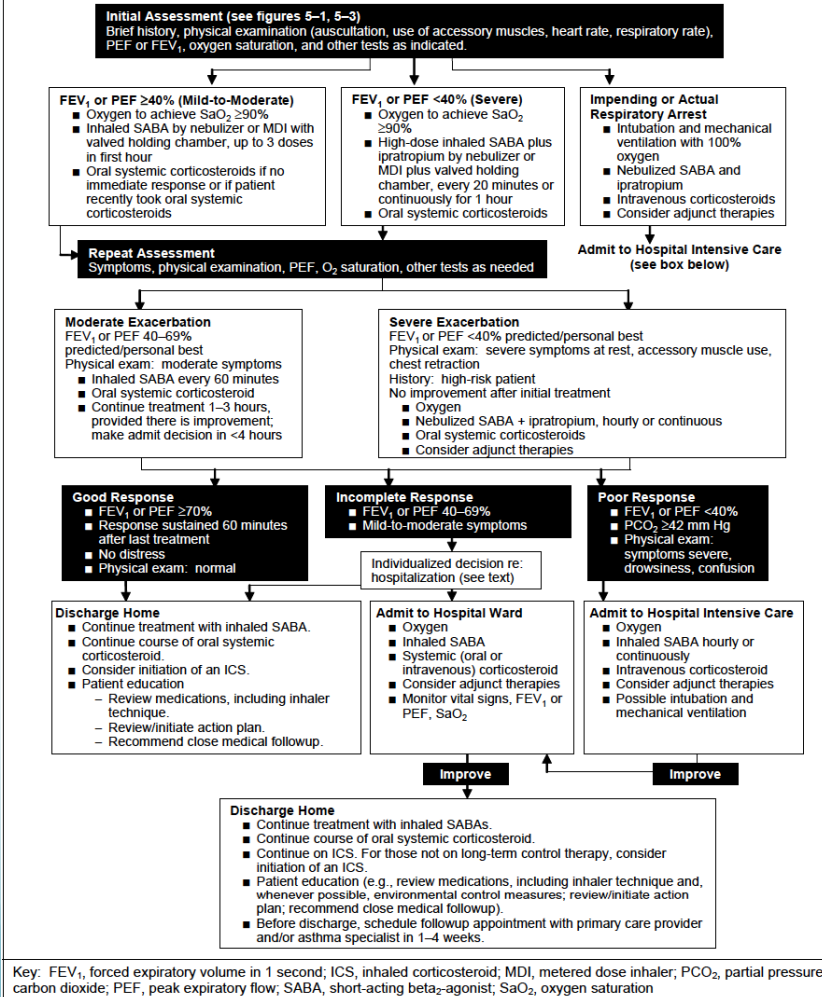 Initial Assessment (see figures 5–1, 5–3)
Brief history, physical examination (auscultation, use of accessory muscles, heart rate, respiratory rate),
PEF or FEV₁, oxygen saturation, and other tests as indicated.
FEV₁ or PEF ≥40% (Mild-to-Moderate)
■ Oxygen to achieve SaO₂ ≥90%
■ Inhaled SABA by nebulizer or MDI with
valved holding chamber, up to 3 doses
in first hour
■ Oral systemic corticosteroids if no
immediate response or if patient
recently took oral systemic
corticosteroids
FEV₁ or PEF <40% (Severe)
■ Oxygen to achieve SaO₂
≥90%
■ High-dose inhaled SABA plus
ipratropium by nebulizer or
MDI plus valved holding
chamber, every 20 minutes or
continuously for 1 hour
■ Oral systemic corticosteroids
Impending or Actual
Respiratory Arrest
■ Intubation and mechanical
ventilation with 100%
oxygen
■ Nebulized SABA and
ipratropium
■ Intravenous corticosteroids
■ Consider adjunct therapies
Admit to Hospital Intensive Care
(see box below)
Repeat Assessment
Symptoms, physical examination, PEF, O₂ saturation, other tests as needed
Moderate Exacerbation
FEV₁ or PEF 40–69%
predicted/personal best
Physical exam: moderate symptoms
■ Inhaled SABA every 60 minutes
■ Oral systemic corticosteroid
■ Continue treatment 1–3 hours,
provided there is improvement;
make admit decision in <4 hours
Severe Exacerbation
FEV₁ or PEF <40% predicted/personal best
Physical exam: severe symptoms at rest, accessory muscle use,
chest retraction
History: high-risk patient
No improvement after initial treatment
■ Oxygen
■ Nebulized SABA + ipratropium, hourly or continuous
■ Oral systemic corticosteroids
■ Consider adjunct therapies
Good Response
■ FEV₁ or PEF ≥70%
■ Response sustained 60 minutes
after last treatment
■ No distress
■ Physical exam: normal
Incomplete Response
■ FEV₁ or PEF 40–69%
■ Mild-to-moderate symptoms
Poor Response
■ FEV₁ or PEF <40%
■ PCO₂ ≥42 mm Hg
■ Physical exam:
symptoms severe,
drowsiness, confusion
Individualized decision re:
hospitalization (see text)
Discharge Home
■ Continue treatment with inhaled SABA.
■ Continue course of oral systemic
corticosteroid.
■ Consider initiation of an ICS.
■ Patient education
– Review medications, including inhaler
technique.
– Review/initiate action plan.
– Recommend close medical followup.
Admit to Hospital Ward
■ Oxygen
■ Inhaled SABA
■ Systemic (oral or
intravenous) corticosteroid
■ Consider adjunct therapies
■ Monitor vital signs, FEV₁ or
PEF, SaO₂
Admit to Hospital Intensive Care
■ Oxygen
■ Inhaled SABA hourly or
continuously
■ Intravenous corticosteroid
■ Consider adjunct therapies
■ Possible intubation and
mechanical ventilation
Improve
Improve
Discharge Home
■ Continue treatment with inhaled SABAs.
■ Continue course of oral systemic corticosteroid.
■ Continue on ICS. For those not on long-term control therapy, consider
initiation of an ICS.
■ Patient education (e.g., review medications, including inhaler technique and,
whenever possible, environmental control measures; review/initiate action
plan; recommend close medical followup).
■ Before discharge, schedule followup appointment with primary care provider
and/or asthma specialist in 1–4 weeks.
Key: FEV₁, forced expiratory volume in 1 second; ICS, inhaled corticosteroid; MDI, metered dose inhaler; PCO₂, partial pressure
carbon dioxide; PEF, peak expiratory flow; SABA, short-acting beta₂-agonist; SaO₂, oxygen saturation